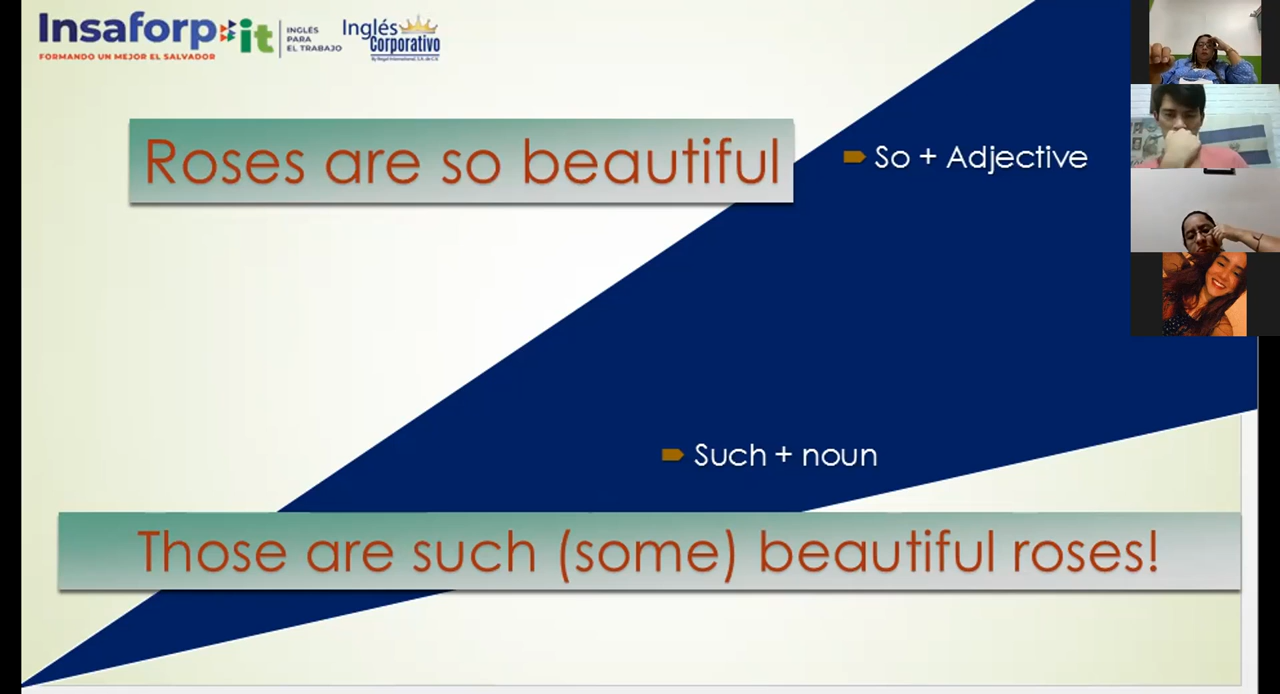 Insaforp it
FORMANDO UN MEJOR EL SALVADOR
INGLÉS
PARA
EL TRABAJO
Inglés
Corporativo
Roses are so beautiful
So + Adjective
Such + noun
Those are such (some) beautiful roses!